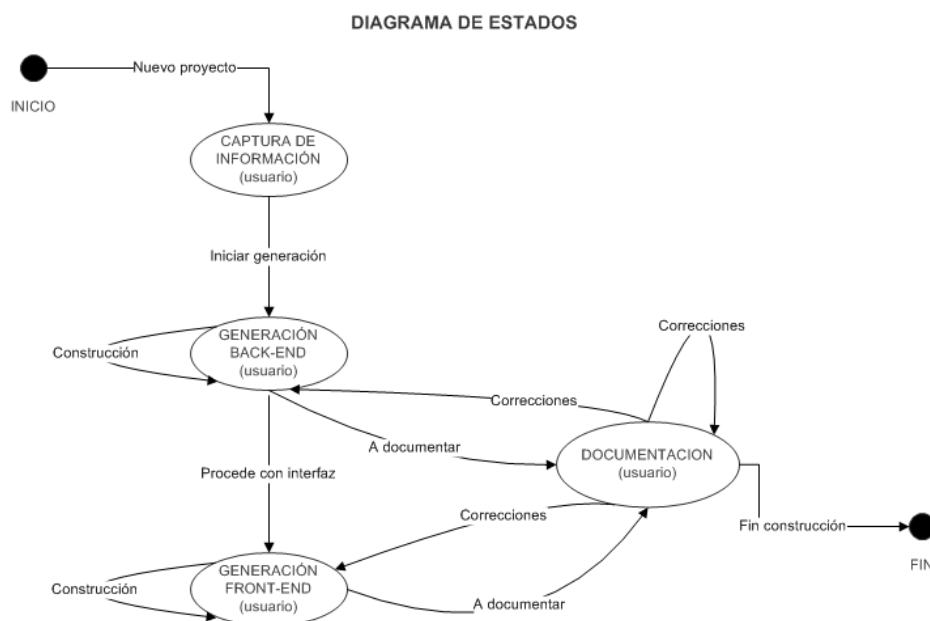 DIAGRAMA DE ESTADOS
Nuevo proyecto
INICIO
CAPTURA DE
INFORMACIÓN
(usuario)
Iniciar generación
GENERACIÓN
BACK-END
(usuario)
Construcción
Correcciones
Correcciones
A documentar
DOCUMENTACION
(usuario)
Procede con interfaz
Correcciones
Fin construcción
FIN
GENERACIÓN
FRONT-END
(usuario)
Construcción
A documentar